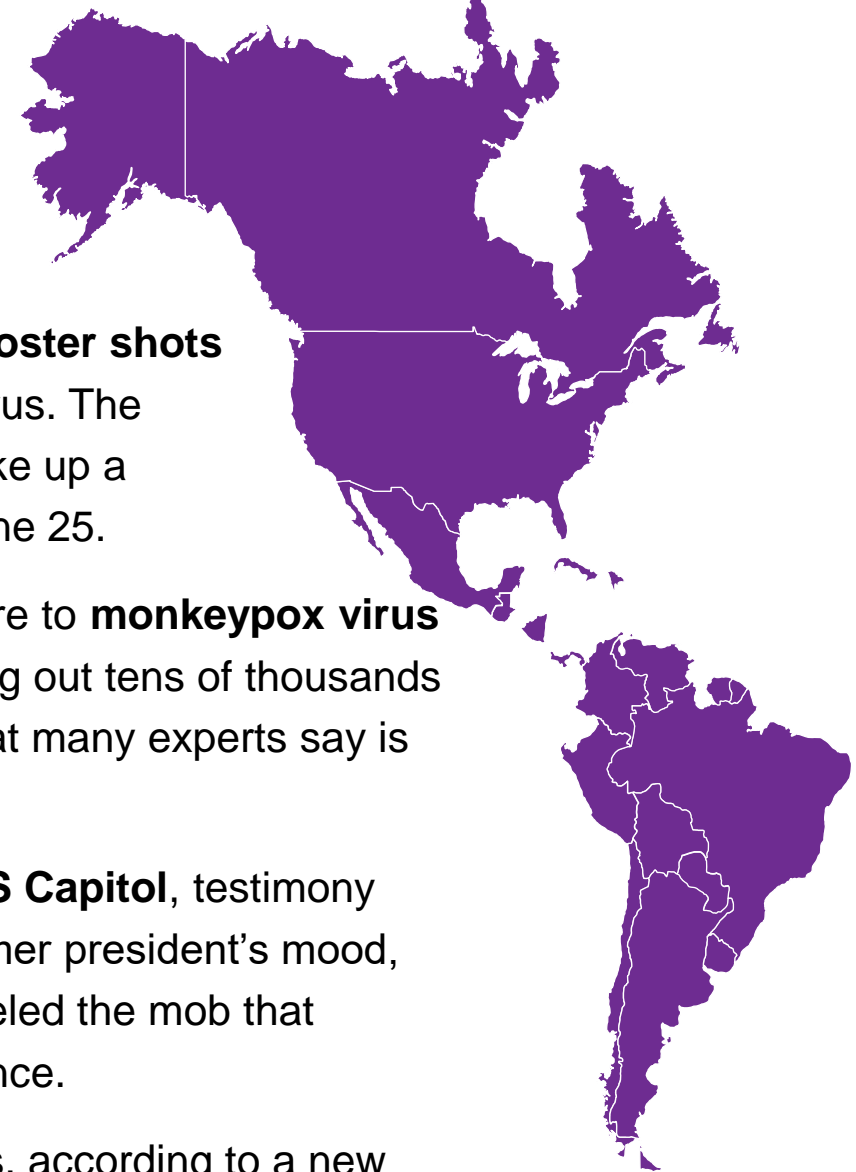 oster shots
us. The
ke up a
ne 25.
re to monkeypox virus
g out tens of thousands
at many experts say is
S Capitol, testimony
ner president's mood,
eled the mob that
nce.
s, according to a new